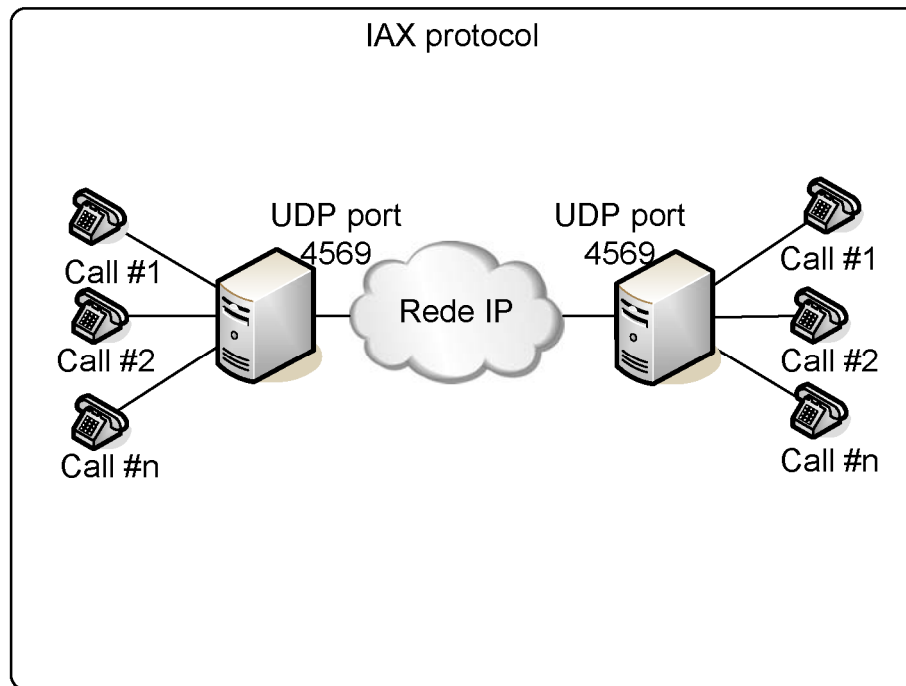 IAX protocol
UDP port
4569
UDP port
4569
Call #1
Call #2
Call #n
Rede IP
Call #1
Call #2
Call #n